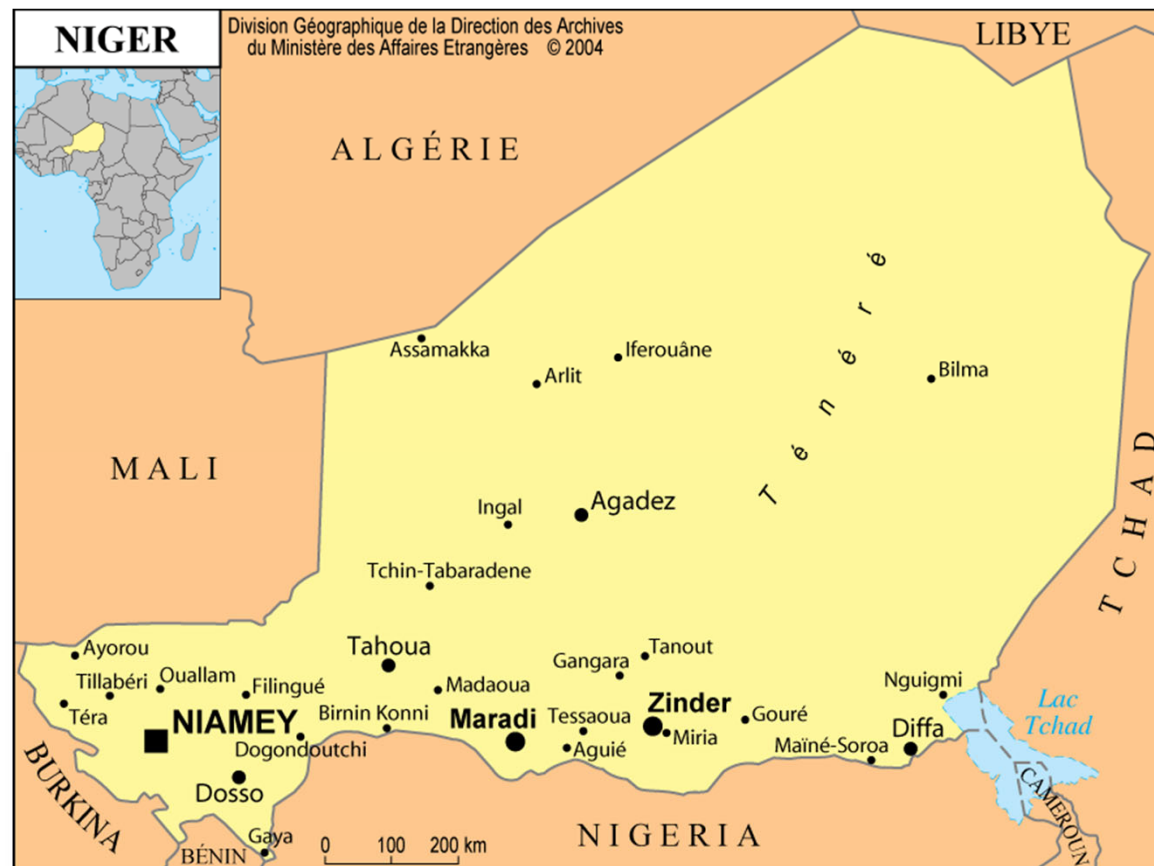 NIGER
Division Géographique de la Direction des Archives
du Ministère des Affaires Etrangères © 2004
LIBYE
ALGÉRIE
Ténéré
Assamakka
Iferouâne
Arlit
Bilma
MALI
TCHAD
Ingal
Agadez
Tchin-Tabaradene
Ayorou
Tahoua
Tanout
Gangara
Tillabéri
Ouallam
Filingué
Madaoua
Nguigmi
Téra
NIAMEY
Birnin Konni
Maradi
Tessaoua
Zinder
Gouré
Lac
Tchad
Dogondoutchi
Aguié
Miria
Maïné-Soroa
Diffa
BURKINA
Dosso
CAMEROUN
Gaya
BÉNIN
0 100 200 km
NIGERIA